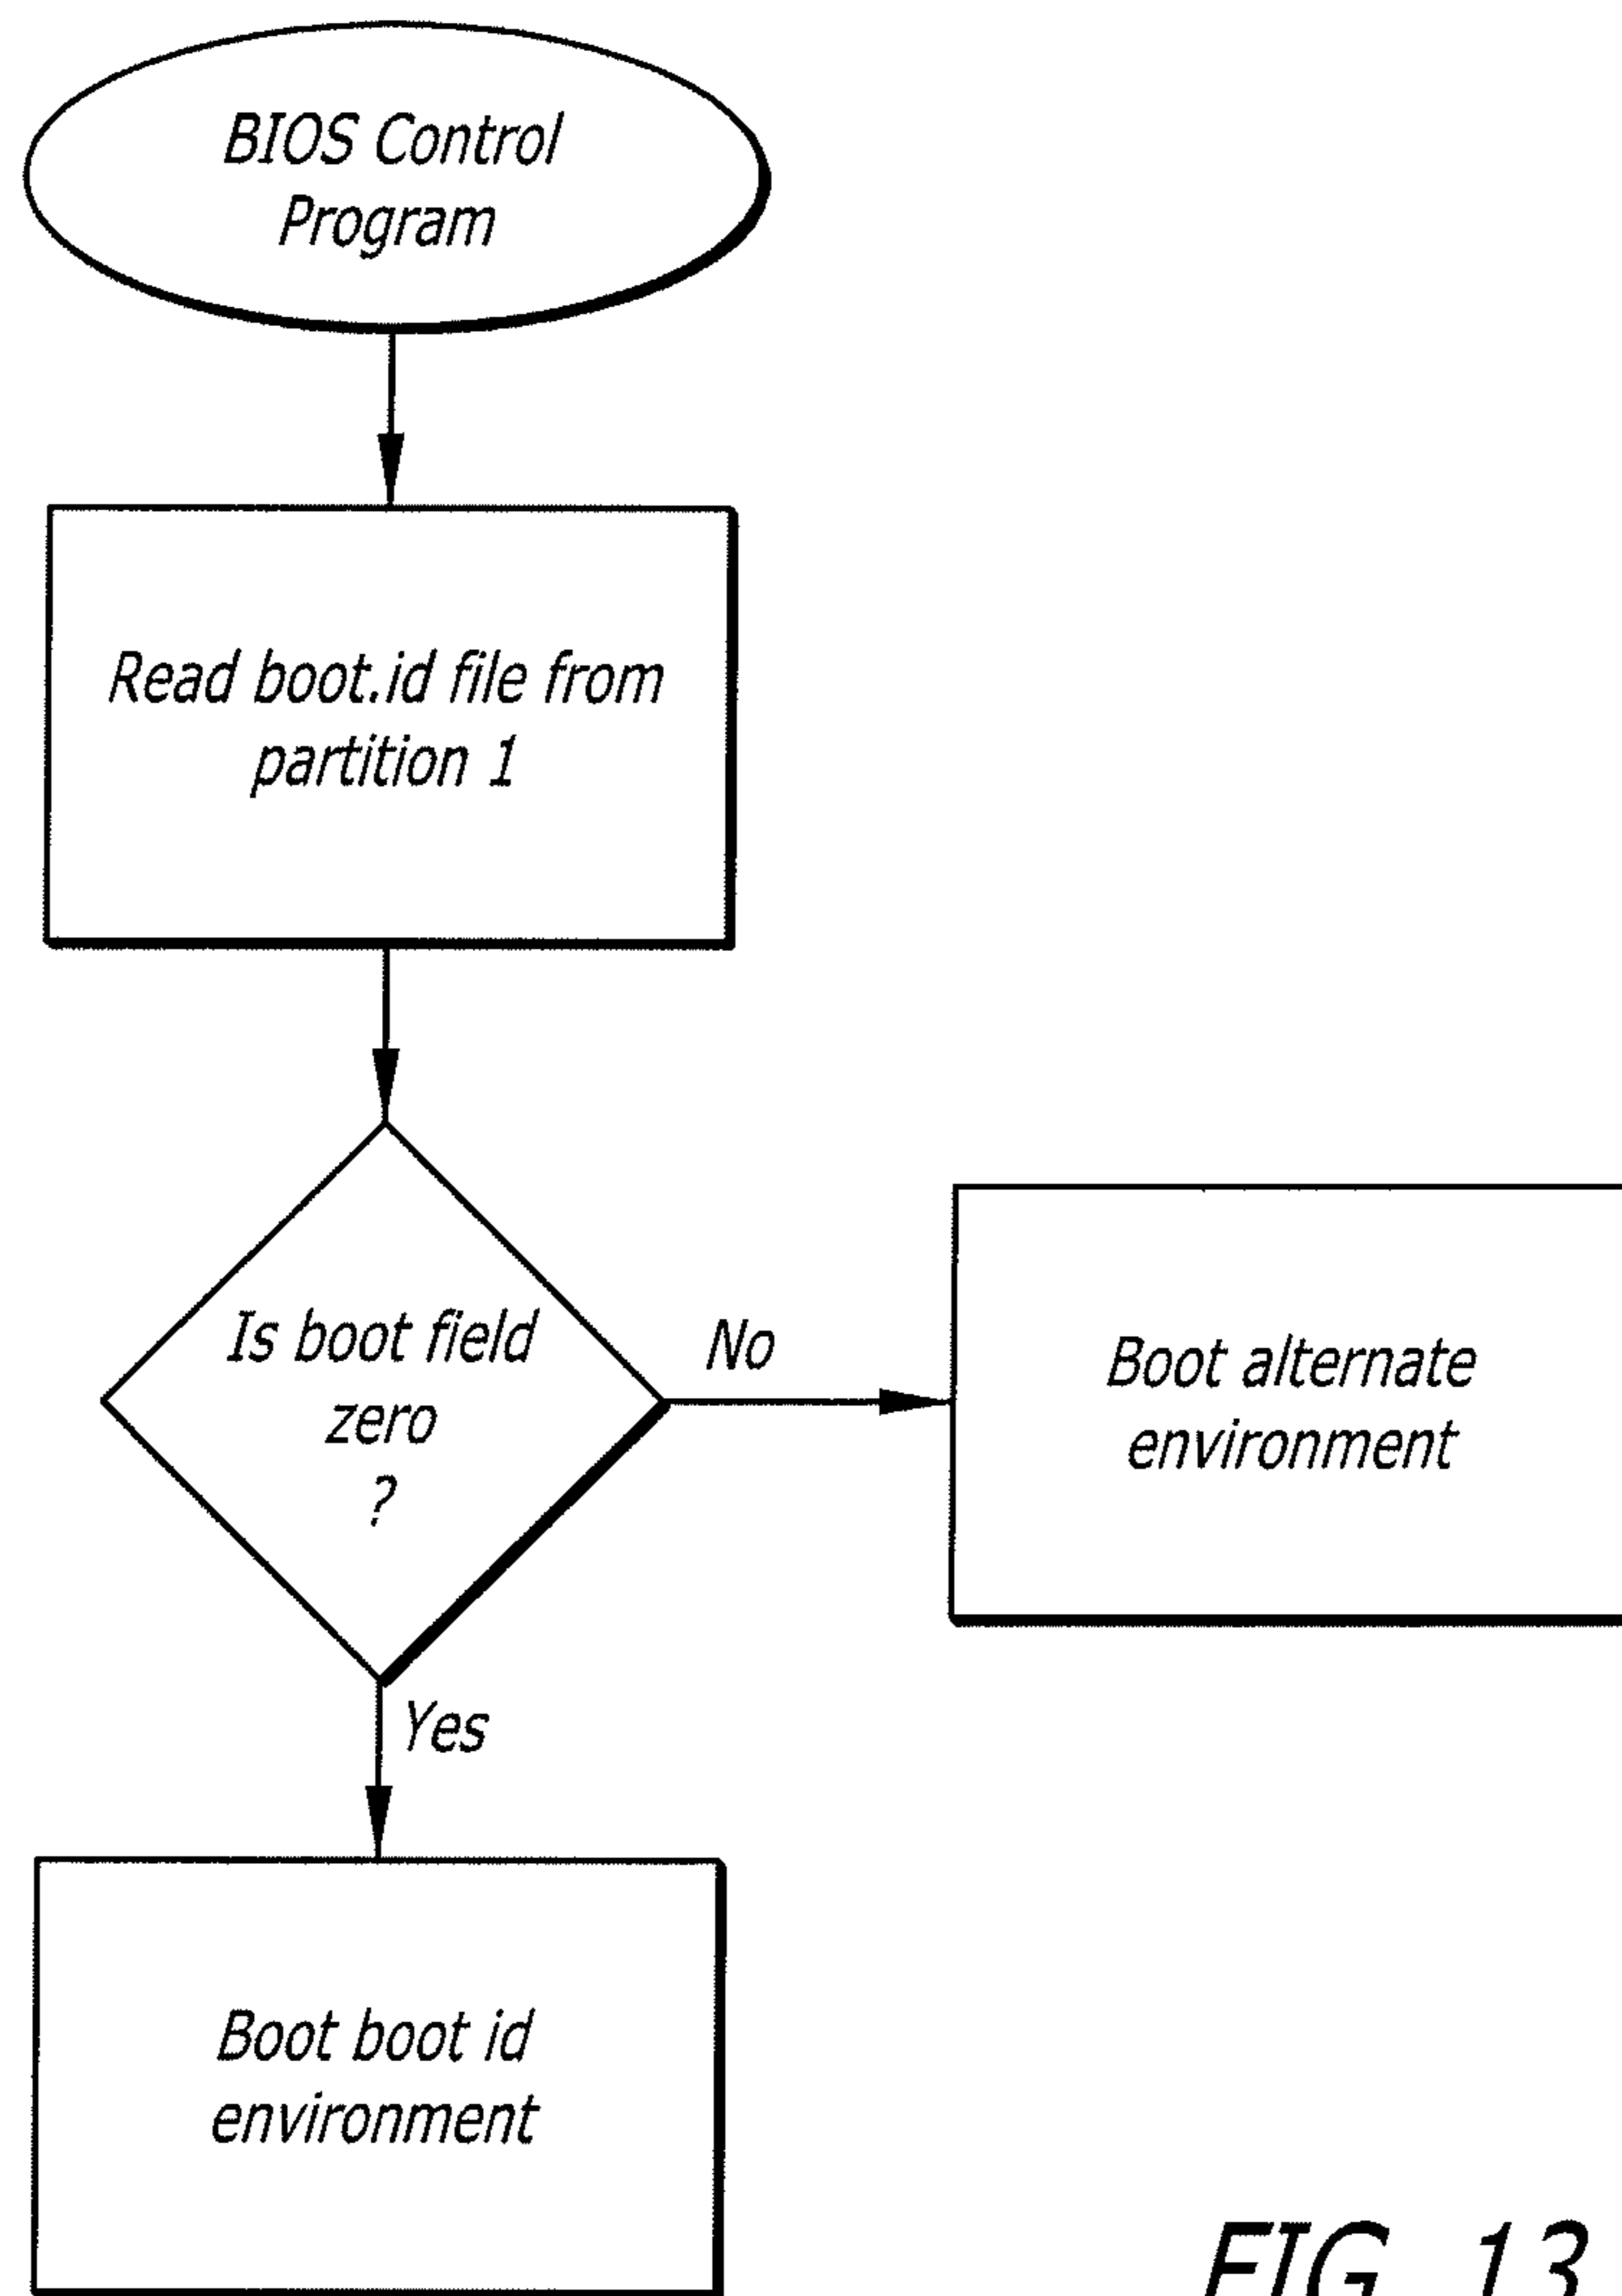 BIOS Control
Program
Read boot.id file from
partition 1
Is boot field
zero
?
No
Boot alternate
environment
Yes
Boot boot id
environment
FIG. 13